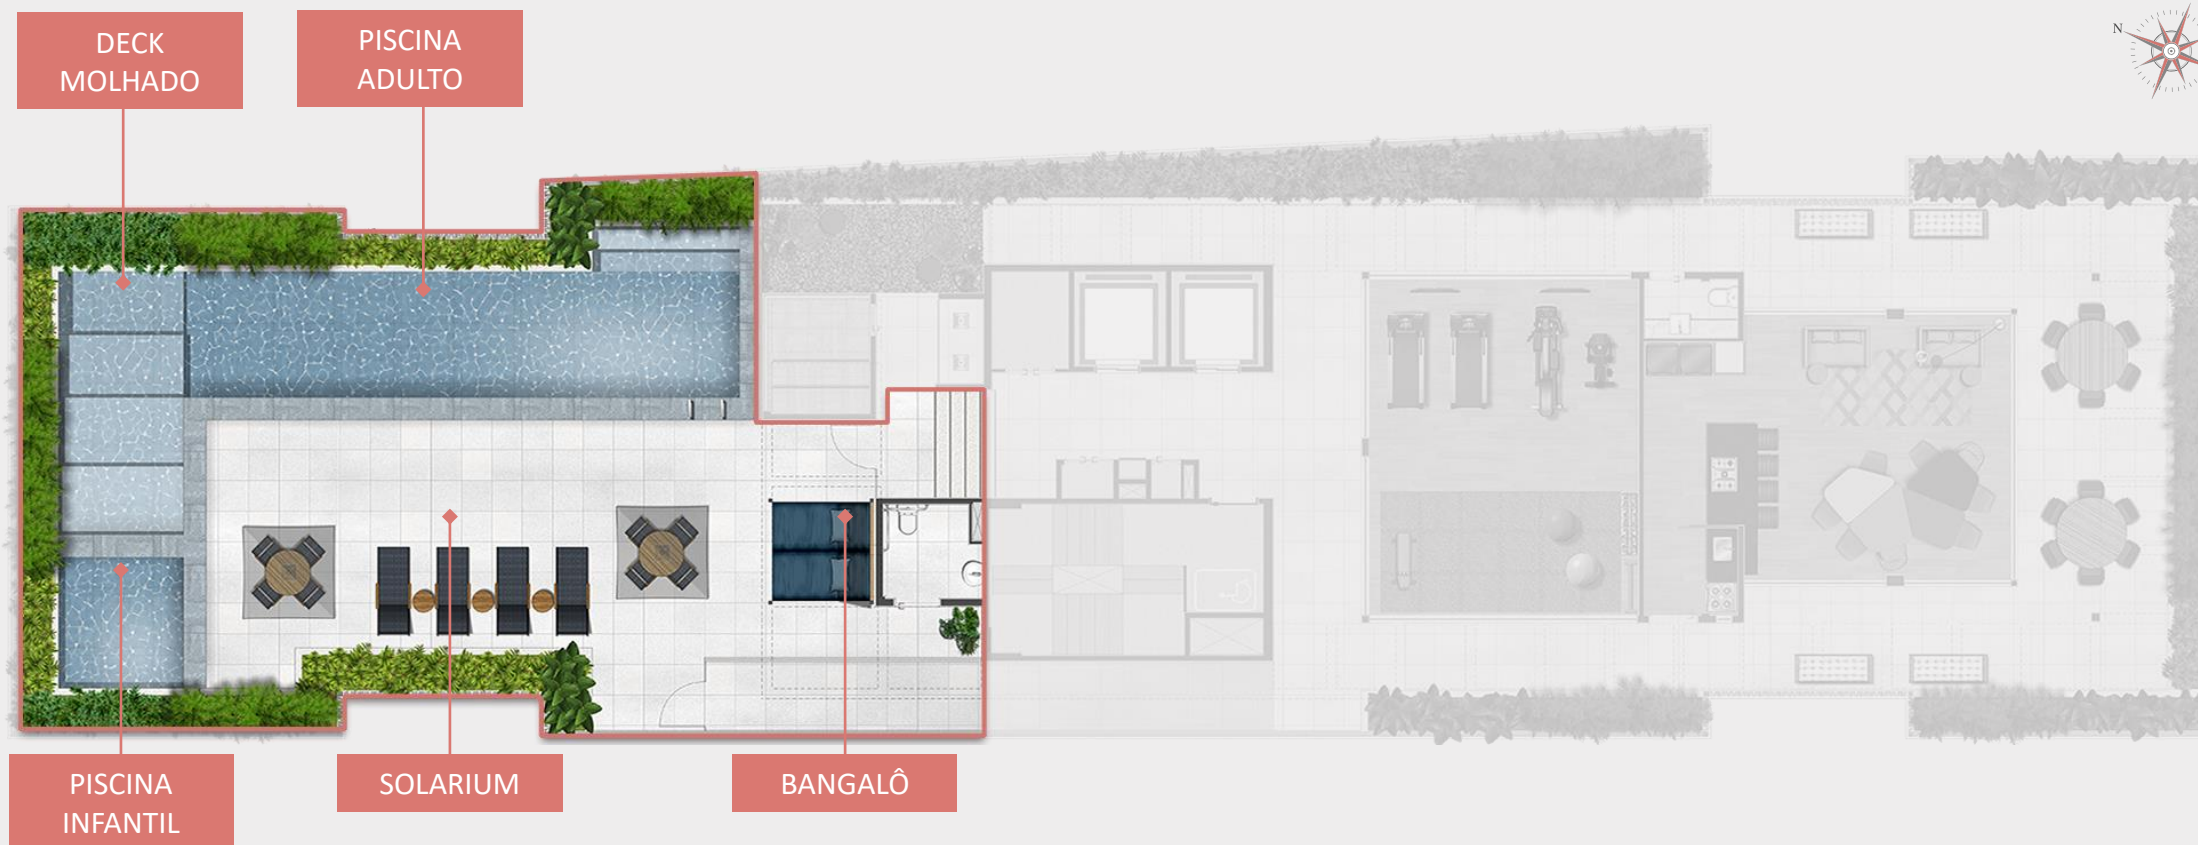 DECK
MOLHADO
PISCINA
ADULTO
N
PISCINA
INFANTIL
SOLARIUM
BANGALÔ